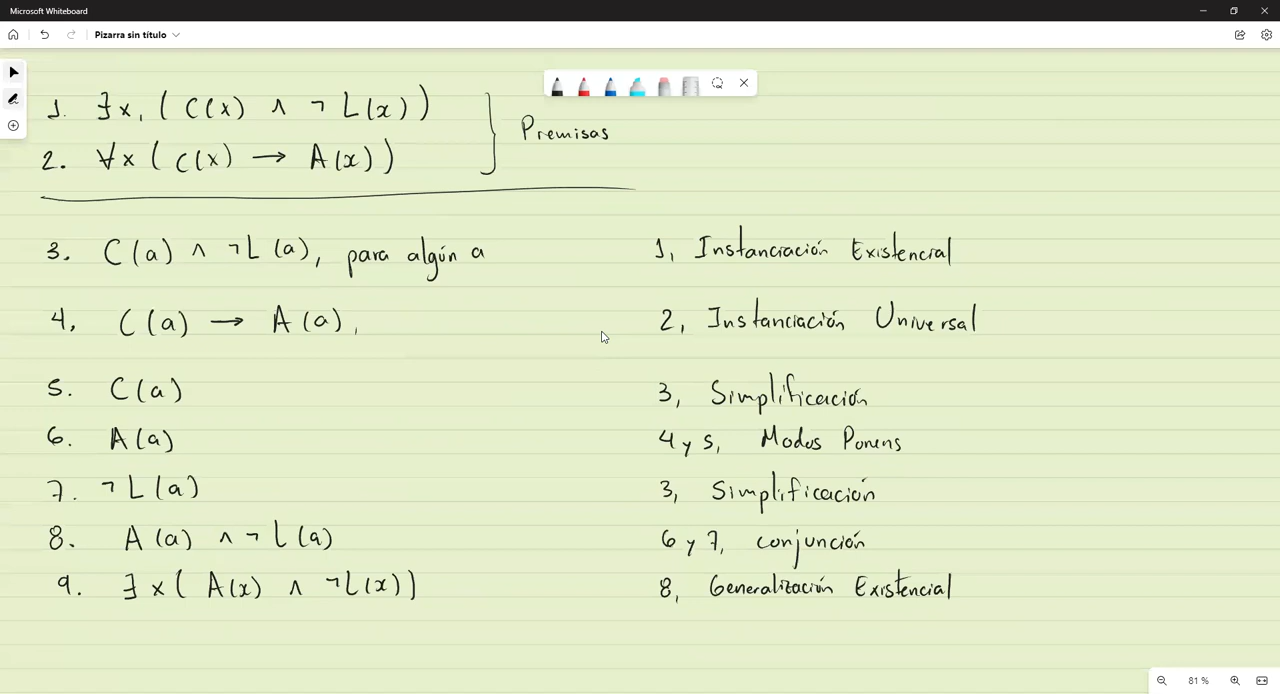 Microsoft Whiteboard
Pizarra sin título
1. ∃x, ( C(x) ∧ ¬ L(x) )
2. ∀x ( C(x) → A(x) )
Premisas
3. C(a) ∧ ¬L(a), para algún a 1, Instanciación Existencial
4, C(a) → A(a), 2, Instanciación Universal
5. C(a) 3, Simplificación
6. A(a) 4 y 5, Modos Ponens
7. ¬L(a) 3, Simplificación
8. A(a) ∧ ¬L(a) 6 y 7, conjunción
9. ∃x( A(x) ∧ ¬L(x)) 8, Generalización Existencial
81 %